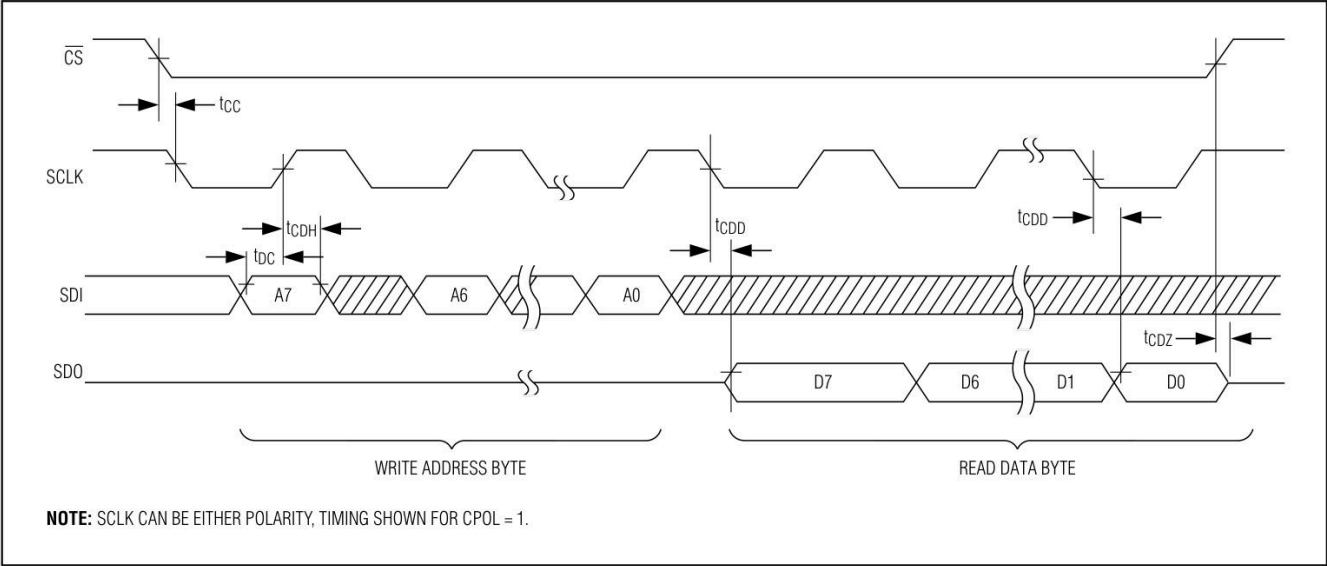 CS
tCC
SCLK
tCDH
tCDD
tCDD
tDC
SDI
A7
A6
A0
tCDZ
SDO
D7
D6
D1
D0
WRITE ADDRESS BYTE
READ DATA BYTE
NOTE: SCLK CAN BE EITHER POLARITY, TIMING SHOWN FOR CPOL = 1.